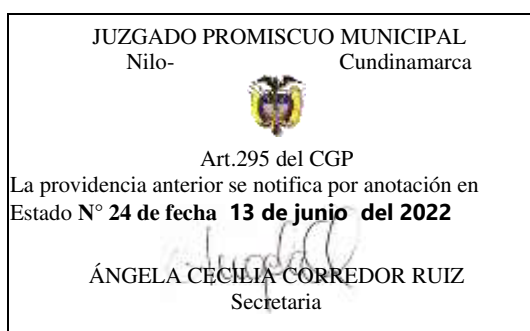 JUZGADO PROMISCUO MUNICIPAL
Nilo- Cundinamarca
Art.295 del CGP
La providencia anterior se notifica por anotación en
Estado N° 24 de fecha 13 de junio del 2022
ÁNGELA CECILIA CORREDOR RUIZ
Secretaria